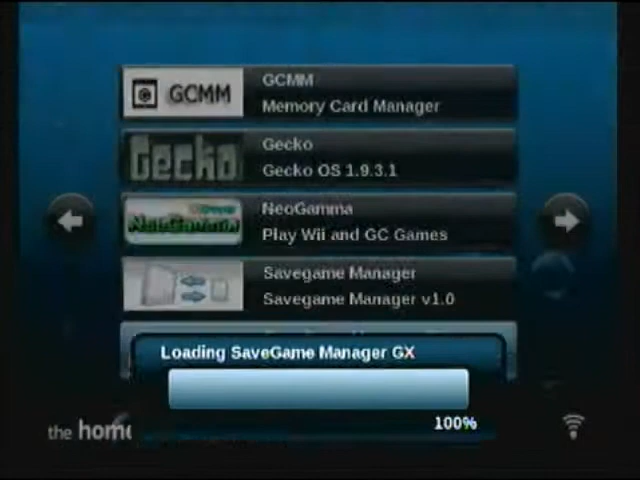 GCMM
GCMM
Memory Card Manager
Gecko
Gecko
Gecko OS 1.9.3.1
NeoGamma
NeoGamma
Play Wii and GC Games
Savegame Manager
Savegame Manager v1.0
Loading SaveGame Manager GX
100%
the home